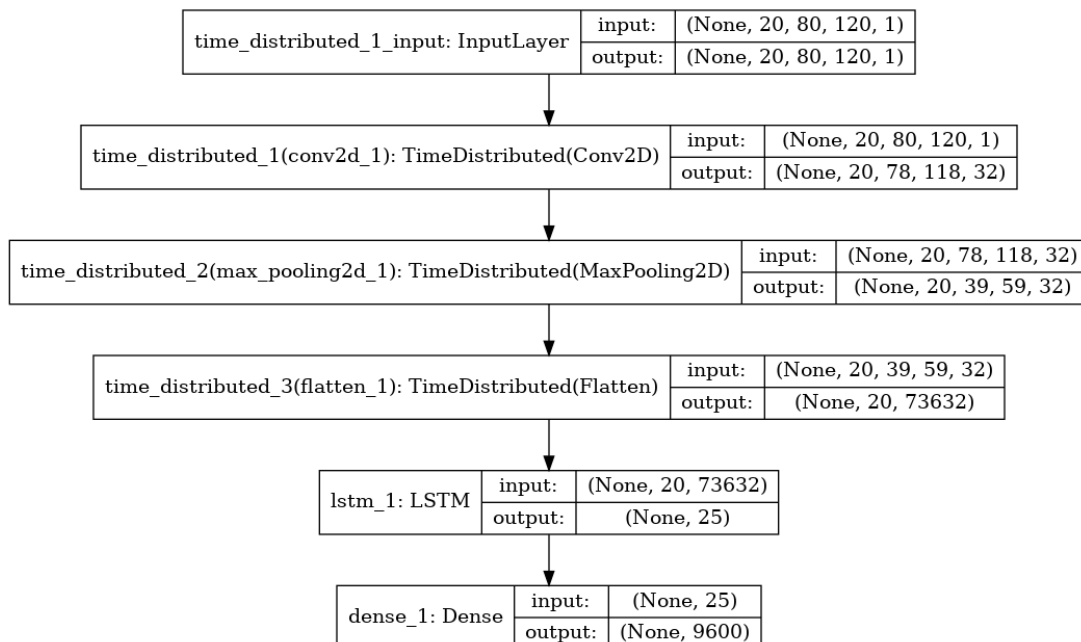 time_distributed_1_input: InputLayer
input: (None, 20, 80, 120, 1)
output: (None, 20, 80, 120, 1)
time_distributed_1(conv2d_1): TimeDistributed(Conv2D)
input: (None, 20, 80, 120, 1)
output: (None, 20, 78, 118, 32)
time_distributed_2(max_pooling2d_1): TimeDistributed(MaxPooling2D)
input: (None, 20, 78, 118, 32)
output: (None, 20, 39, 59, 32)
time_distributed_3(flatten_1): TimeDistributed(Flatten)
input: (None, 20, 39, 59, 32)
output: (None, 20, 73632)
lstm_1: LSTM
input: (None, 20, 73632)
output: (None, 25)
dense_1: Dense
input: (None, 25)
output: (None, 9600)